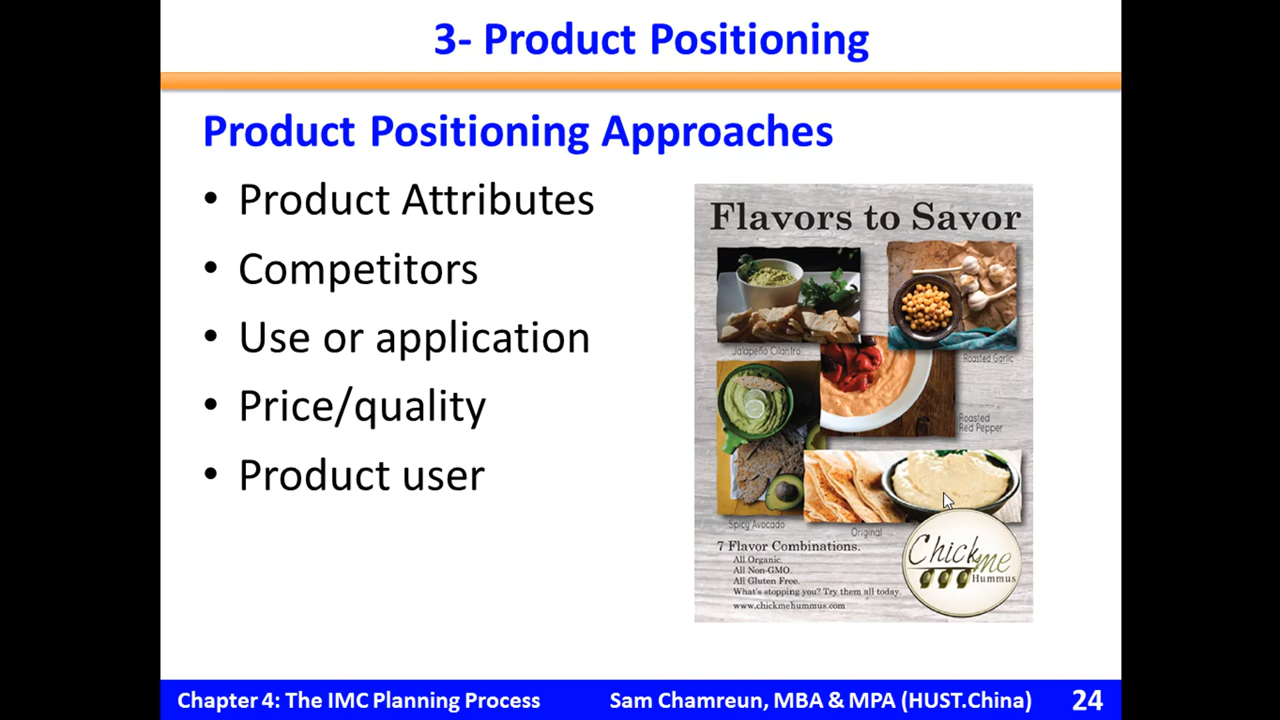 3- Product Positioning
Product Positioning Approaches
• Product Attributes
• Competitors
• Use or application
• Price/quality
• Product user
Flavors to Savor
Jalapeño Cilantro
Roasted Garlic
Roasted
Red Pepper
Spicy Avocado
Original
7 Flavor Combinations.
All Organic.
All Non-GMO.
All Gluten Free.
What's stopping you? Try them all today.
www.chickmehummus.com
Chick me
Hummus
Chapter 4: The IMC Planning Process
Sam Chamreun, MBA & MPA (HUST.China)
24